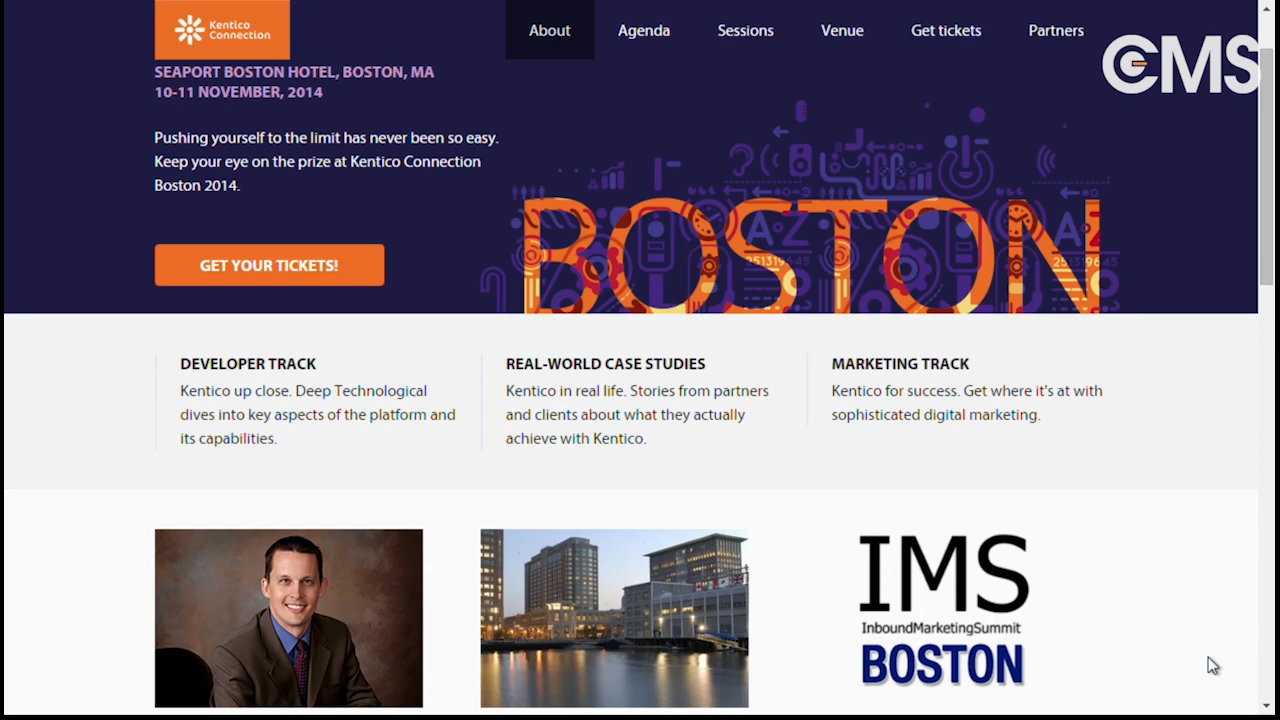 Kentico
Connection
About
Agenda
Sessions
Venue
Get tickets
Partners
CMS
SEAPORT BOSTON HOTEL, BOSTON, MA
10-11 NOVEMBER, 2014
Pushing yourself to the limit has never been so easy.
Keep your eye on the prize at Kentico Connection
Boston 2014.
GET YOUR TICKETS!
BOSTON
A Z
251319645
A Z
251319645
DEVELOPER TRACK
Kentico up close. Deep Technological
dives into key aspects of the platform and
its capabilities.
REAL-WORLD CASE STUDIES
Kentico in real life. Stories from partners
and clients about what they actually
achieve with Kentico.
MARKETING TRACK
Kentico for success. Get where it's at with
sophisticated digital marketing.
IMS
InboundMarketingSummit
BOSTON